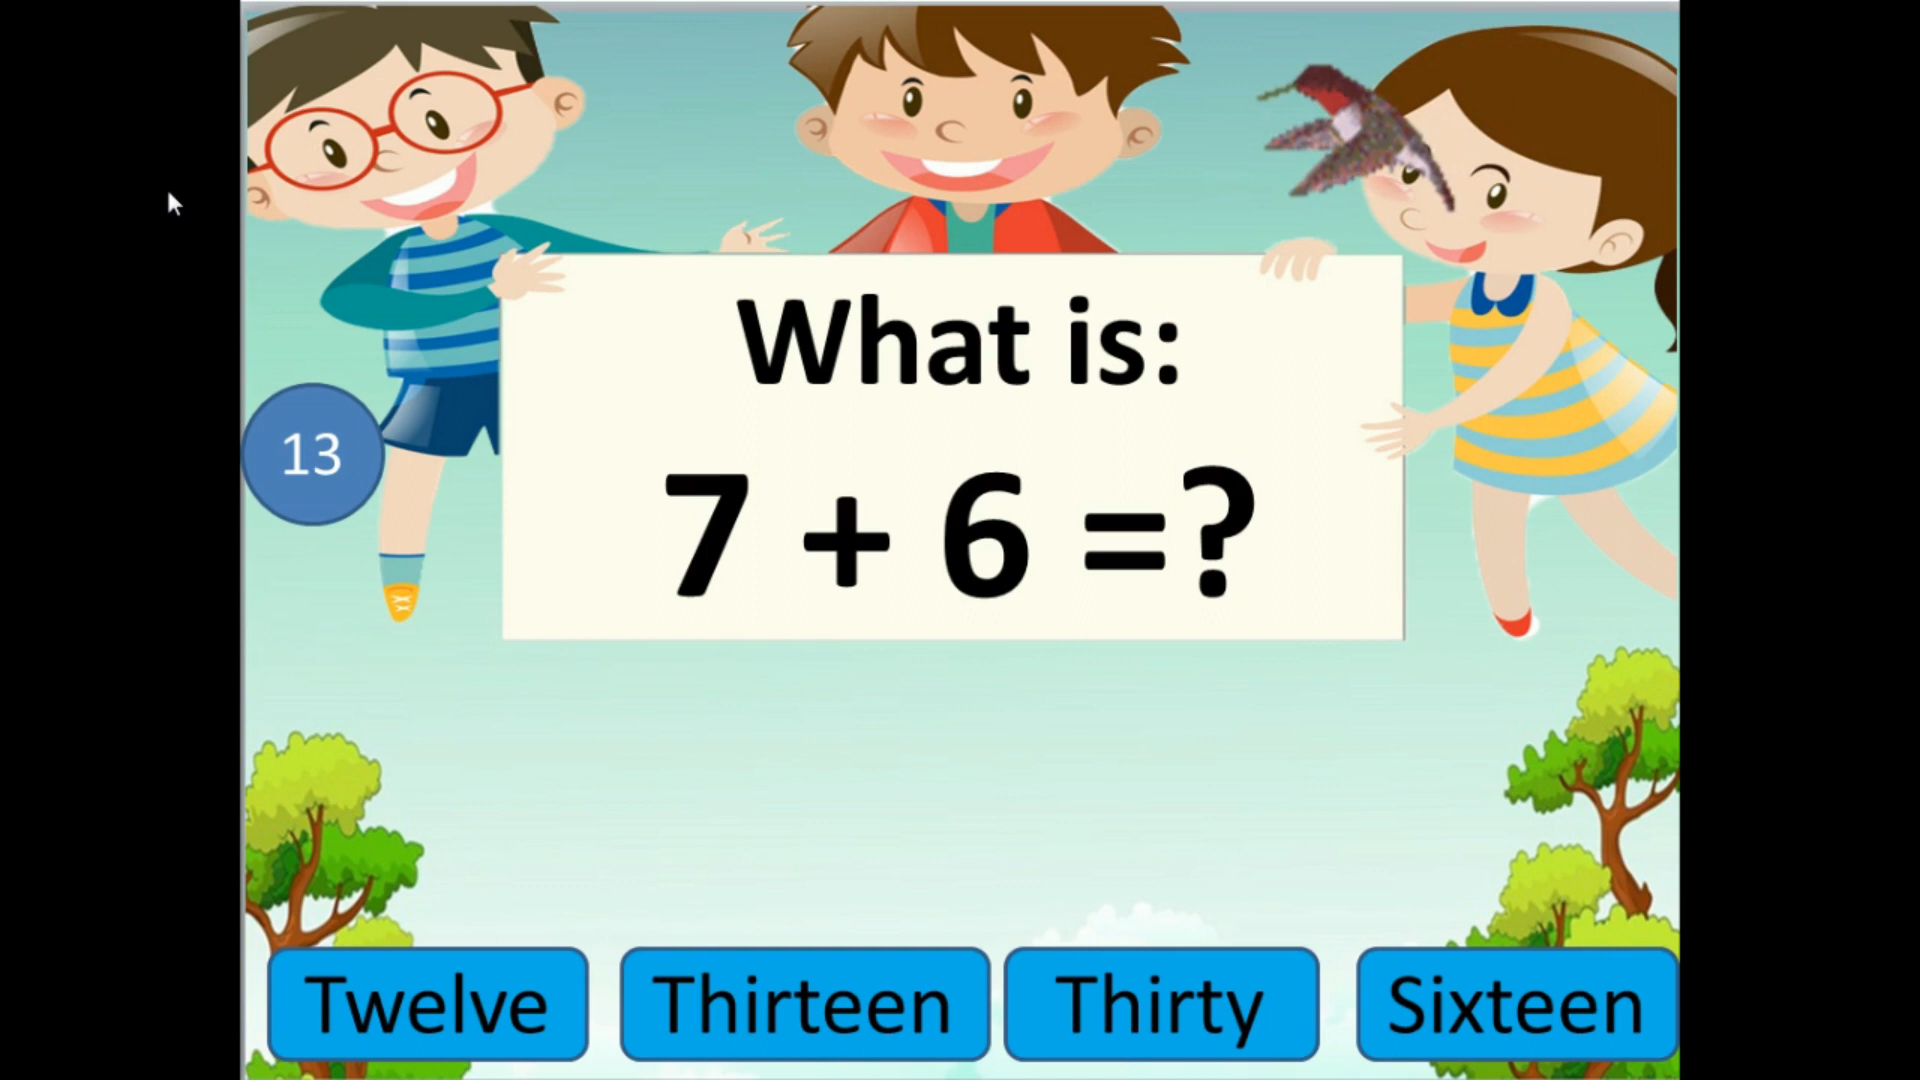 What is:
13
7 + 6 =?
Twelve
Thirteen
Thirty
Sixteen